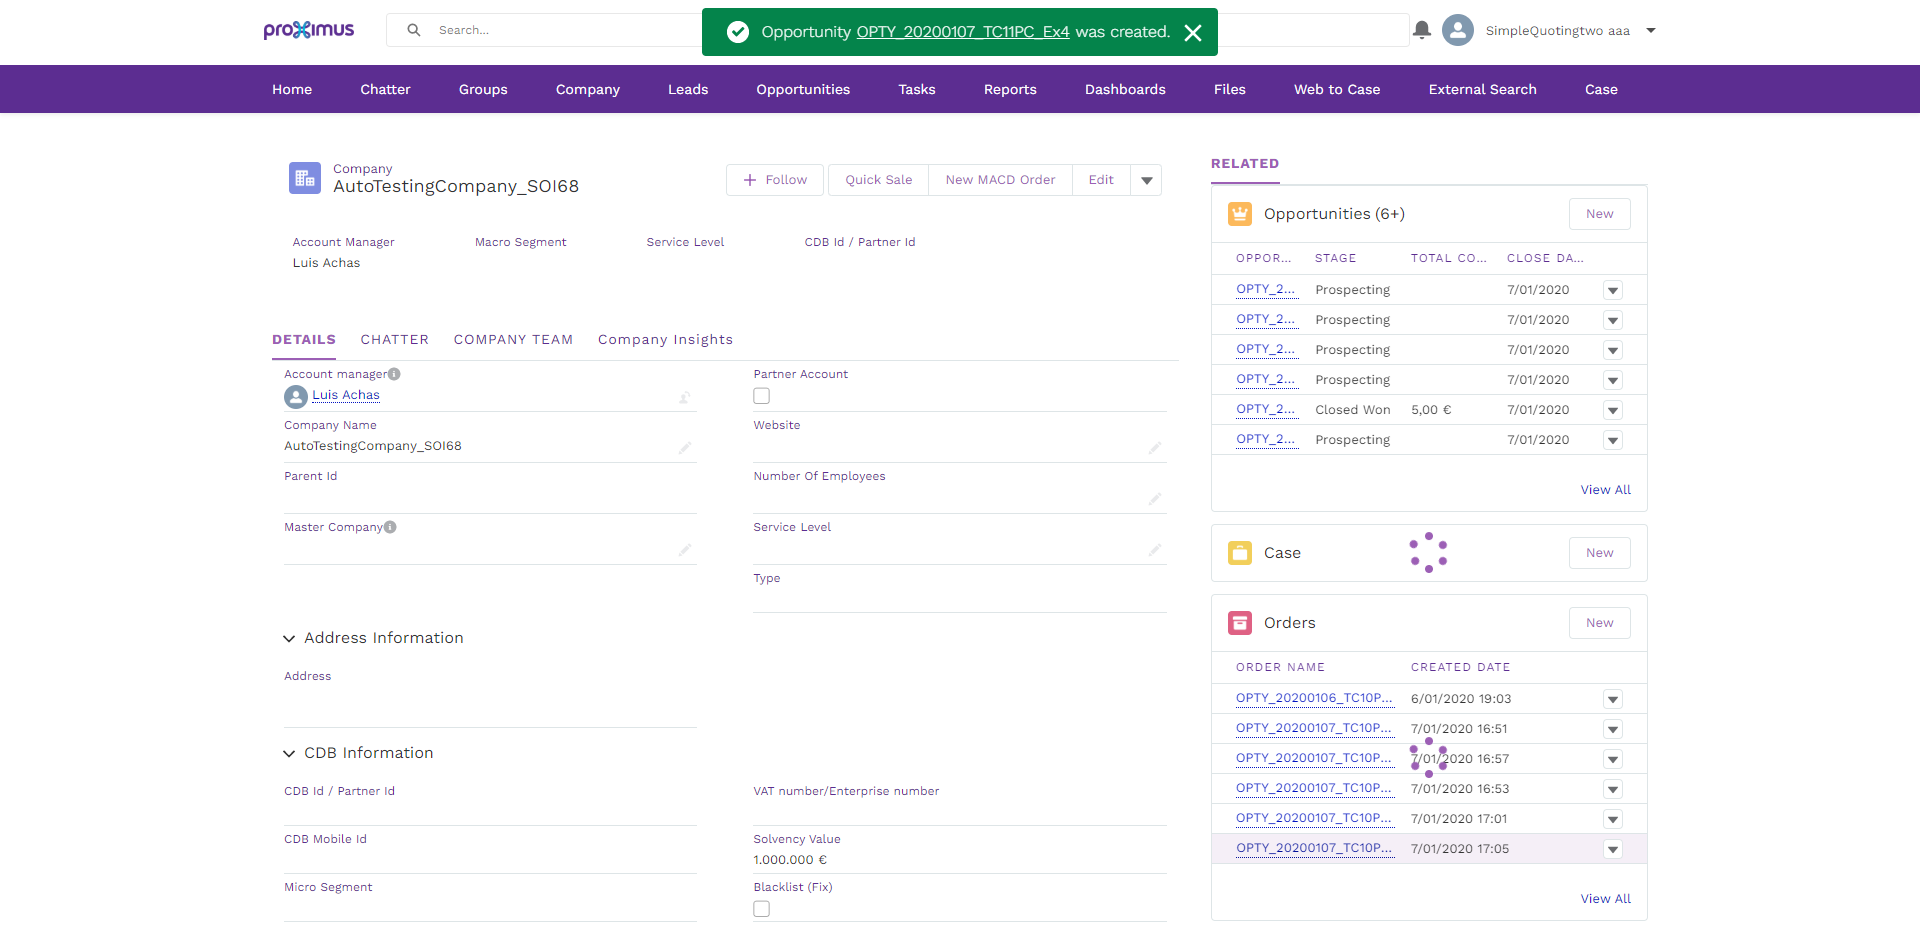 proximus
Search...
Opportunity OPTY_20200107_TC11PC_Ex4 was created.
SimpleQuotingtwo aaa
Home Chatter Groups Company Leads Opportunities Tasks Reports Dashboards Files Web to Case External Search Case
Company
AutoTestingCompany_SOI68
Follow Quick Sale New MACD Order Edit
Account Manager Macro Segment Service Level CDB Id / Partner Id
Luis Achas
DETAILS CHATTER COMPANY TEAM Company Insights
Account manager
Luis Achas
Partner Account
Company Name
AutoTestingCompany_SOI68
Website
Parent Id
Number Of Employees
Master Company
Service Level
Type
Address Information
Address
CDB Information
CDB Id / Partner Id
VAT number/Enterprise number
CDB Mobile Id
Solvency Value
1.000.000 €
Micro Segment
Blacklist (Fix)
RELATED
Opportunities (6+)
New
OPPOR... STAGE TOTAL CO... CLOSE DA...
OPTY_2... Prospecting 7/01/2020
OPTY_2... Prospecting 7/01/2020
OPTY_2... Prospecting 7/01/2020
OPTY_2... Prospecting 7/01/2020
OPTY_2... Closed Won 5,00 € 7/01/2020
OPTY_2... Prospecting 7/01/2020
View All
Case
New
Orders
New
ORDER NAME CREATED DATE
OPTY_20200106_TC10P... 6/01/2020 19:03
OPTY_20200107_TC10P... 7/01/2020 16:51
OPTY_20200107_TC10P... 7/01/2020 16:57
OPTY_20200107_TC10P... 7/01/2020 16:53
OPTY_20200107_TC10P... 7/01/2020 17:01
OPTY_20200107_TC10P... 7/01/2020 17:05
View All